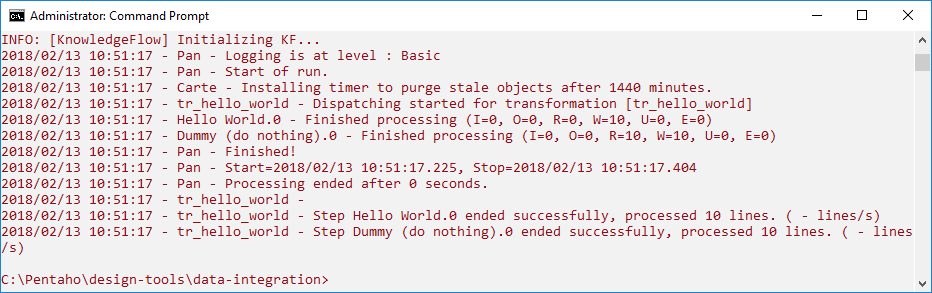 Administrator: Command Prompt
INFO: [KnowledgeFlow] Initializing KF...
2018/02/13 10:51:17 - Pan - Logging is at level : Basic
2018/02/13 10:51:17 - Pan - Start of run.
2018/02/13 10:51:17 - Carte - Installing timer to purge stale objects after 1440 minutes.
2018/02/13 10:51:17 - tr_hello_world - Dispatching started for transformation [tr_hello_world]
2018/02/13 10:51:17 - Hello World.0 - Finished processing (I=0, O=0, R=0, W=10, U=0, E=0)
2018/02/13 10:51:17 - Dummy (do nothing).0 - Finished processing (I=0, O=0, R=10, W=10, U=0, E=0)
2018/02/13 10:51:17 - Pan - Finished!
2018/02/13 10:51:17 - Pan - Start=2018/02/13 10:51:17.225, Stop=2018/02/13 10:51:17.404
2018/02/13 10:51:17 - Pan - Processing ended after 0 seconds.
2018/02/13 10:51:17 - tr_hello_world -
2018/02/13 10:51:17 - tr_hello_world - Step Hello World.0 ended successfully, processed 10 lines. ( - lines/s)
2018/02/13 10:51:17 - tr_hello_world - Step Dummy (do nothing).0 ended successfully, processed 10 lines. ( - lines
/s)
C:\Pentaho\design-tools\data-integration>